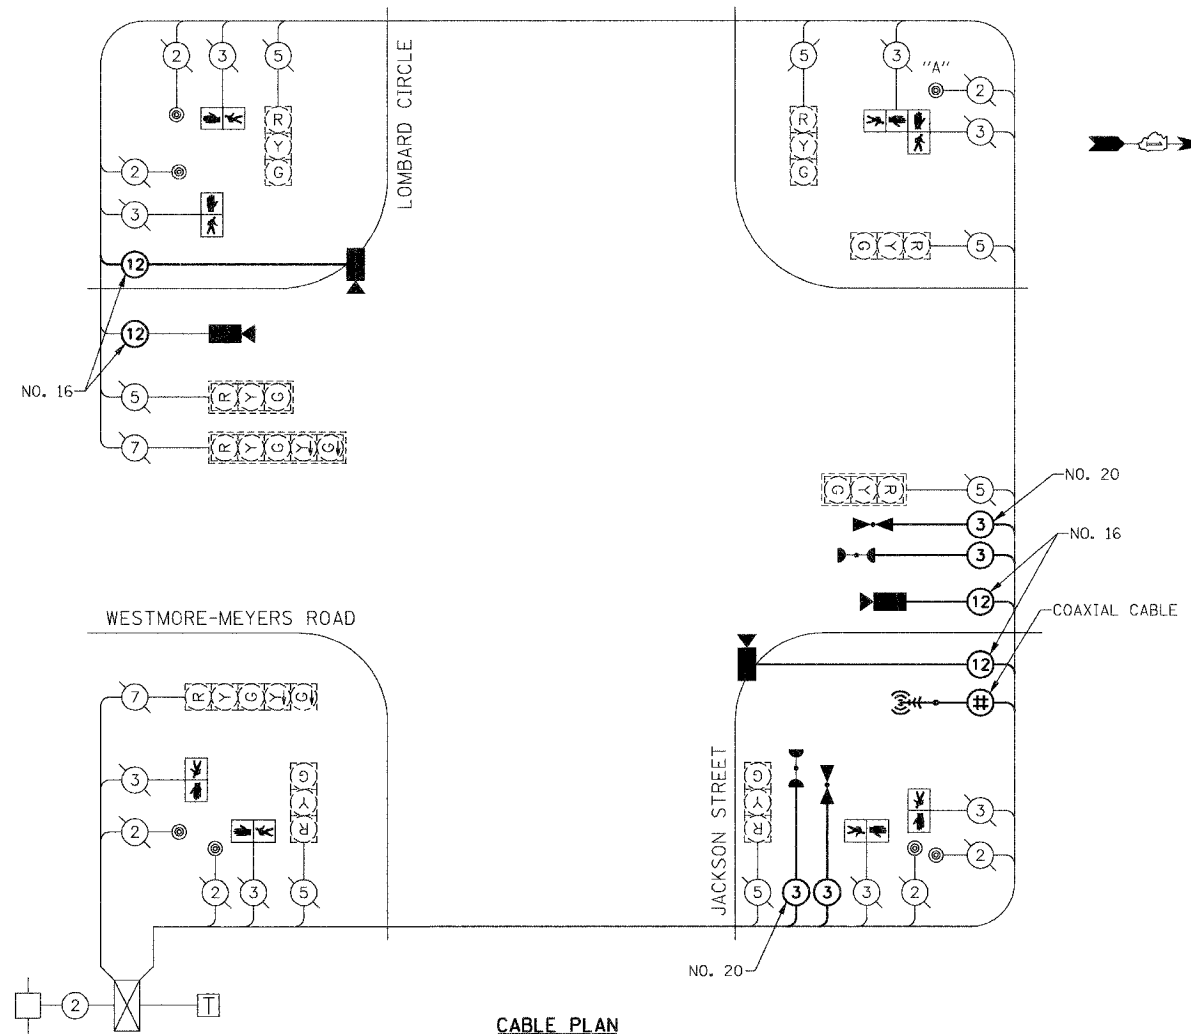 2 3 5
LOMBARD CIRCLE
5 3
"A"
2
R
Y
G
R
Y
G
3
2
3
12
R Y G
5
12
NO. 16
5
R Y G
7
R Y G Y G
R Y G
5
NO. 20
3
3
NO. 16
12
COAXIAL CABLE
WESTMORE-MEYERS ROAD
12
#
7
R Y G Y G
JACKSON STREET
3
R
Y
G
R
Y
G
3
2
2
2 3 5
5 3 3 3 2
NO. 20
2
T
CABLE PLAN